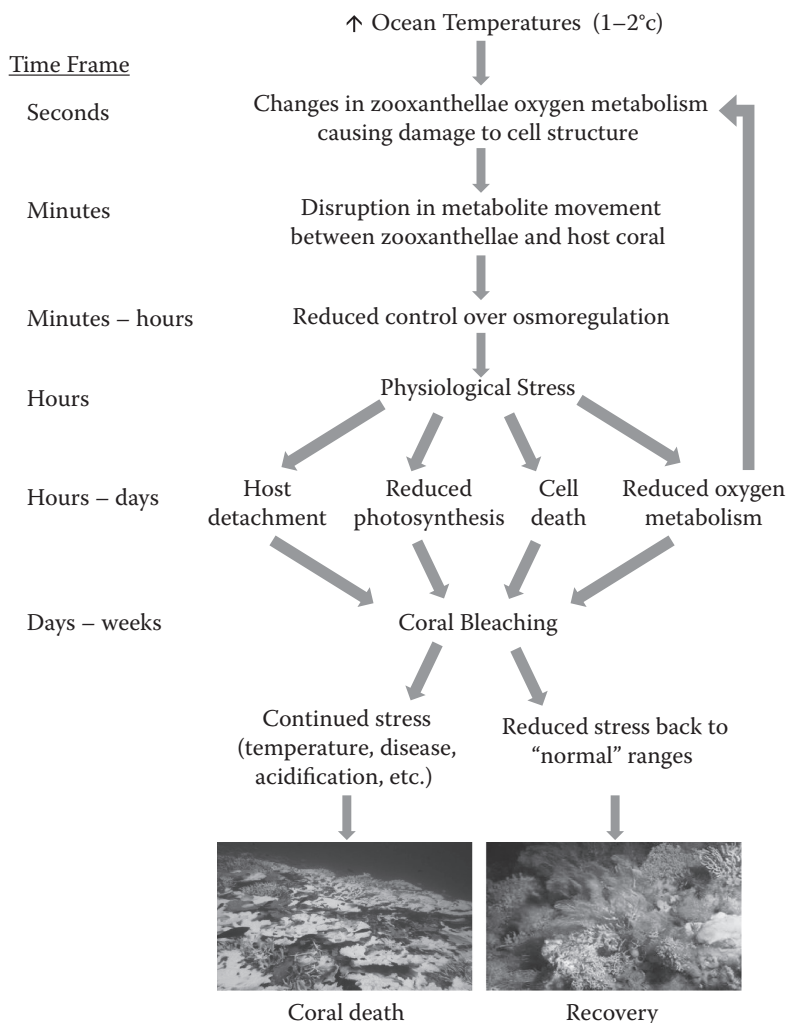 ↑ Ocean Temperatures (1–2°c)
Time Frame
Seconds
Changes in zooxanthellae oxygen metabolism
causing damage to cell structure
Minutes
Disruption in metabolite movement
between zooxanthellae and host coral
Minutes – hours
Reduced control over osmoregulation
Hours
Physiological Stress
Hours – days
Host
detachment
Reduced
photosynthesis
Cell
death
Reduced oxygen
metabolism
Days – weeks
Coral Bleaching
Continued stress
(temperature, disease,
acidification, etc.)
Reduced stress back to
“normal” ranges
Coral death
Recovery